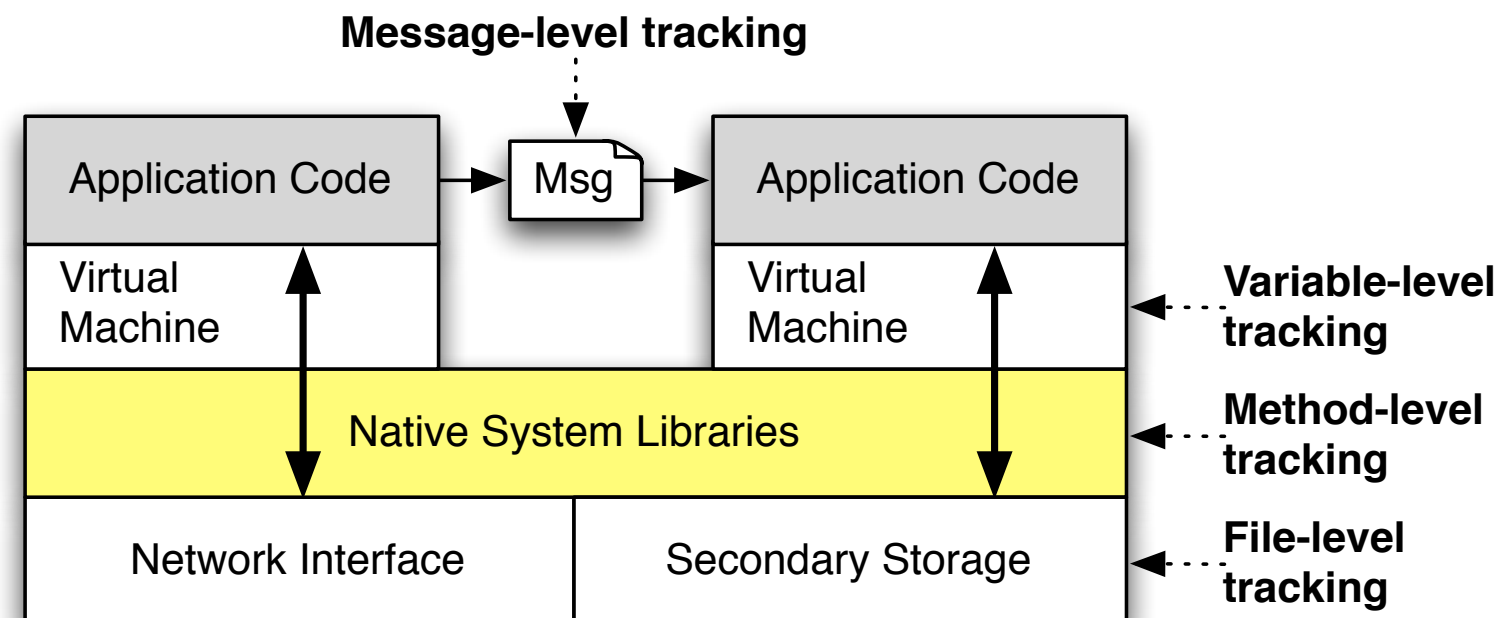 Message-level tracking
Application Code
Msg
Application Code
Virtual
Machine
Virtual
Machine
Variable-level
tracking
Native System Libraries
Method-level
tracking
Network Interface
Secondary Storage
File-level
tracking